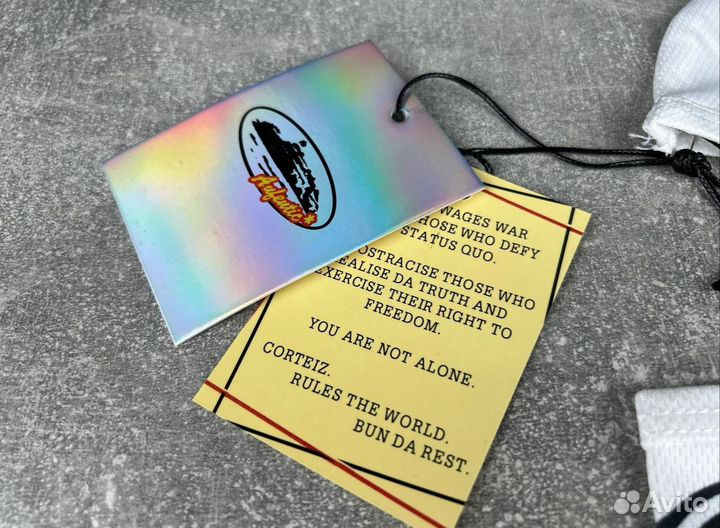 Autentic
WAGES WAR
THOSE WHO DEFY
STATUS QUO.
OSTRACISE THOSE WHO
REALISE DA TRUTH AND
EXERCISE THEIR RIGHT TO
FREEDOM.
YOU ARE NOT ALONE.
CORTEIZ.
RULES THE WORLD.
BUN DA REST.
Avito